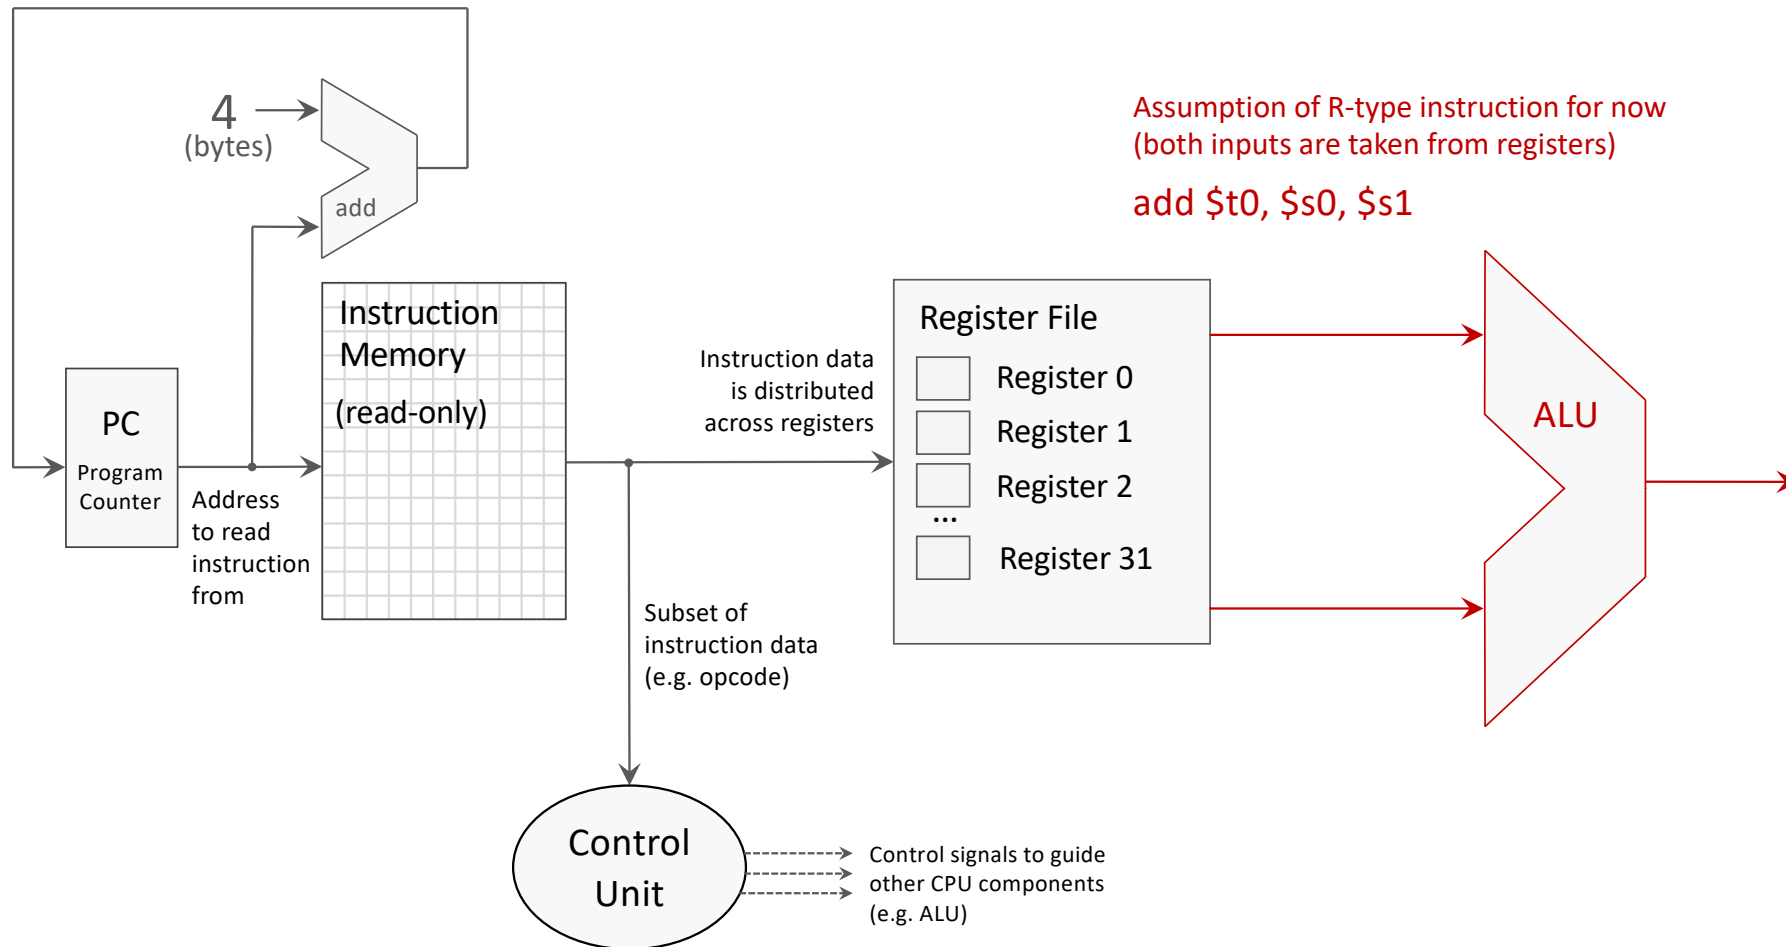 4
(bytes)
add
Assumption of R-type instruction for now
(both inputs are taken from registers)
add $t0, $s0, $s1
PC
Program
Counter
Address
to read
instruction
from
Instruction
Memory
(read-only)
Instruction data
is distributed
across registers
Subset of
instruction data
(e.g. opcode)
Register File
Register 0
Register 1
Register 2
...
Register 31
ALU
Control
Unit
Control signals to guide
other CPU components
(e.g. ALU)